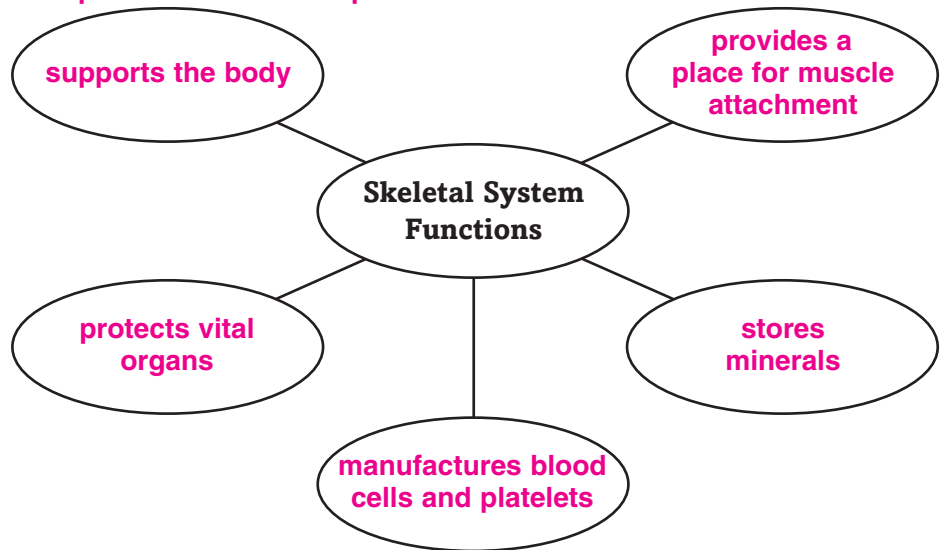 supports the body
provides a
place for muscle
attachment
Skeletal System
Functions
protects vital
organs
stores
minerals
manufactures blood
cells and platelets